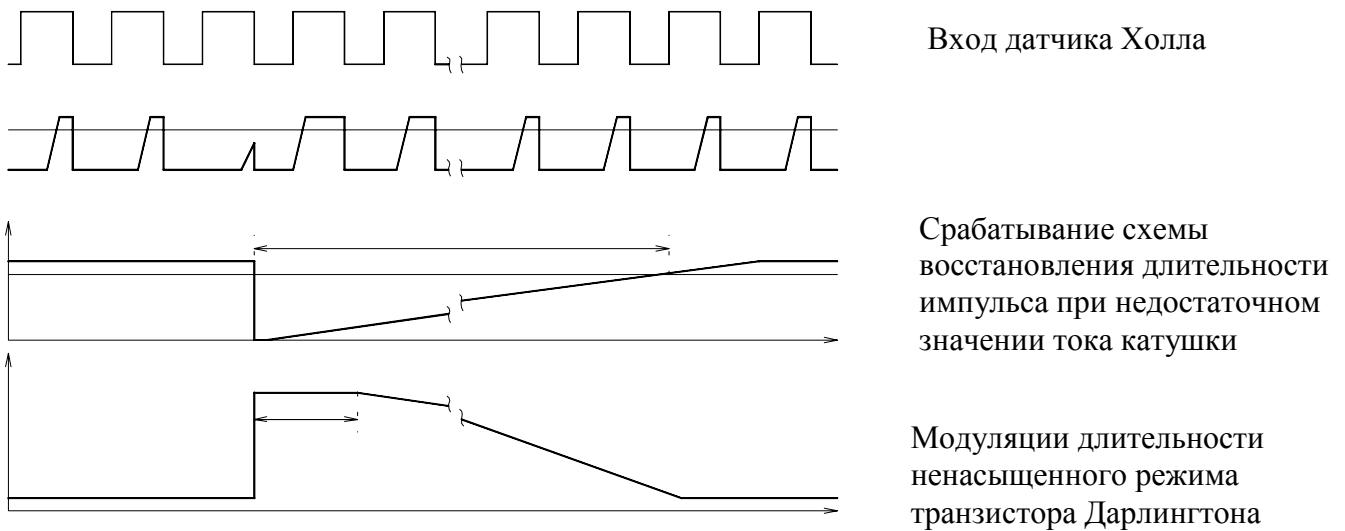 Вход датчика Холла
Срабатывание схемы
восстановления длительности
импульса при недостаточном
значении тока катушки
Модуляции длительности
ненасыщенного режима
транзистора Дарлингтона